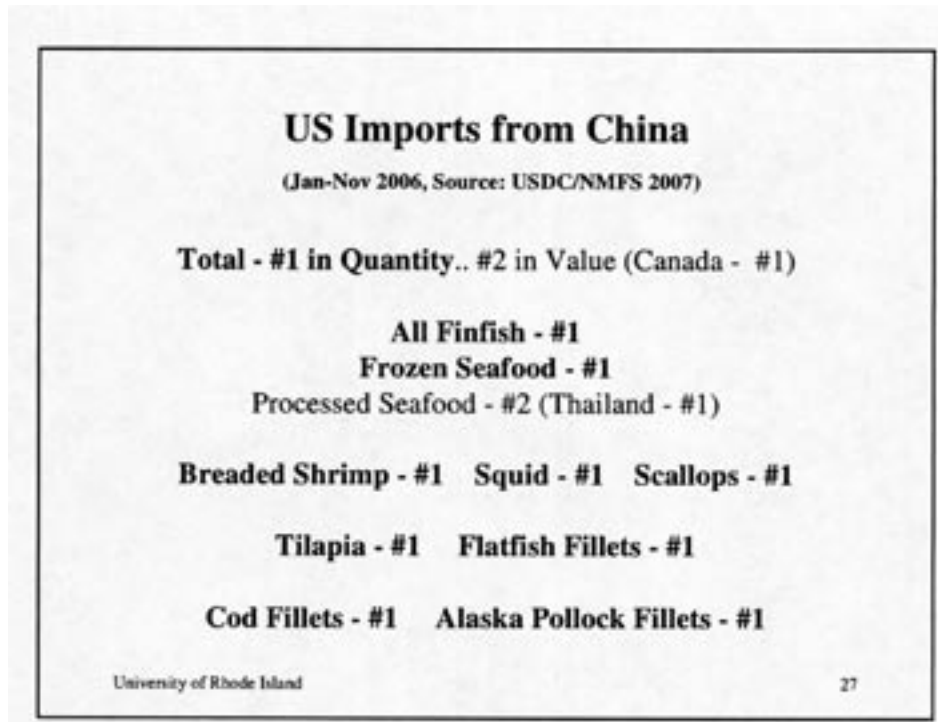 US Imports from China
(Jan-Nov 2006, Source: USDC/NMFS 2007)
Total - #1 in Quantity.. #2 in Value (Canada - #1)
All Finfish - #1
Frozen Seafood - #1
Processed Seafood - #2 (Thailand - #1)
Breaded Shrimp - #1 Squid - #1 Scallops - #1
Tilapia - #1 Flatfish Fillets - #1
Cod Fillets - #1 Alaska Pollock Fillets - #1
University of Rhode Island 27